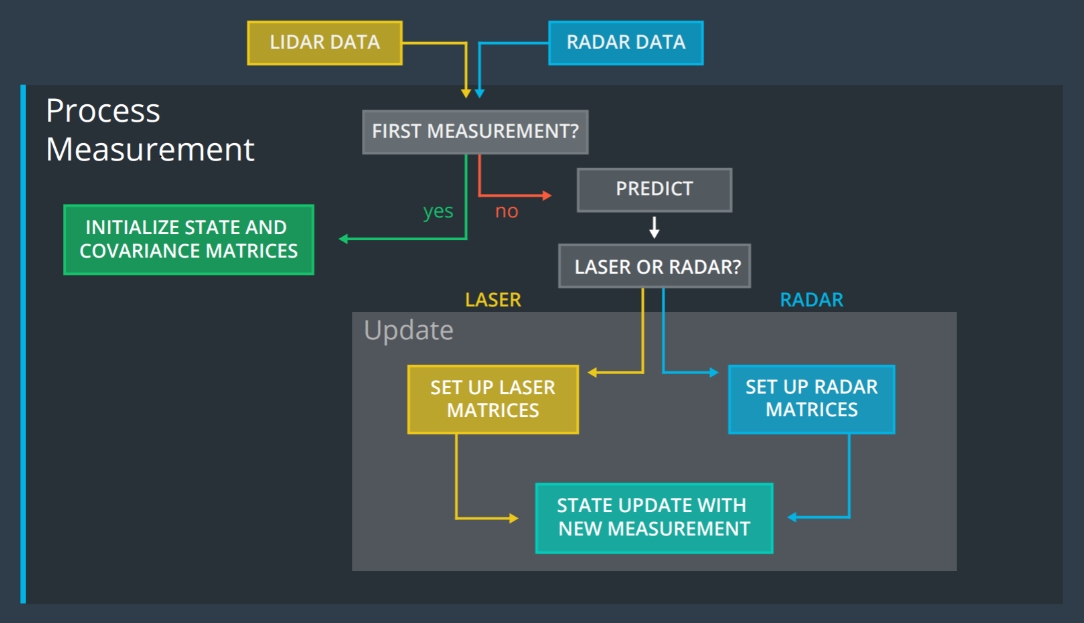 LIDAR DATA
RADAR DATA
Process
Measurement
FIRST MEASUREMENT?
PREDICT
yes
no
INITIALIZE STATE AND
COVARIANCE MATRICES
LASER OR RADAR?
LASER
RADAR
Update
SET UP LASER
MATRICES
SET UP RADAR
MATRICES
STATE UPDATE WITH
NEW MEASUREMENT